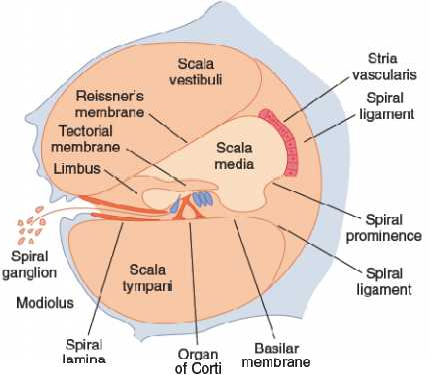 Scala
vestibuli
Stria
vascularis
Reissner's
membrane
Spiral
ligament
Tectorial
membrane
Scala
media
Limbus
Spiral
prominence
Spiral
ganglion
Scala
tympani
Spiral
ligament
Modiolus
Spiral
lamina
Organ
of Corti
Basilar
membrane